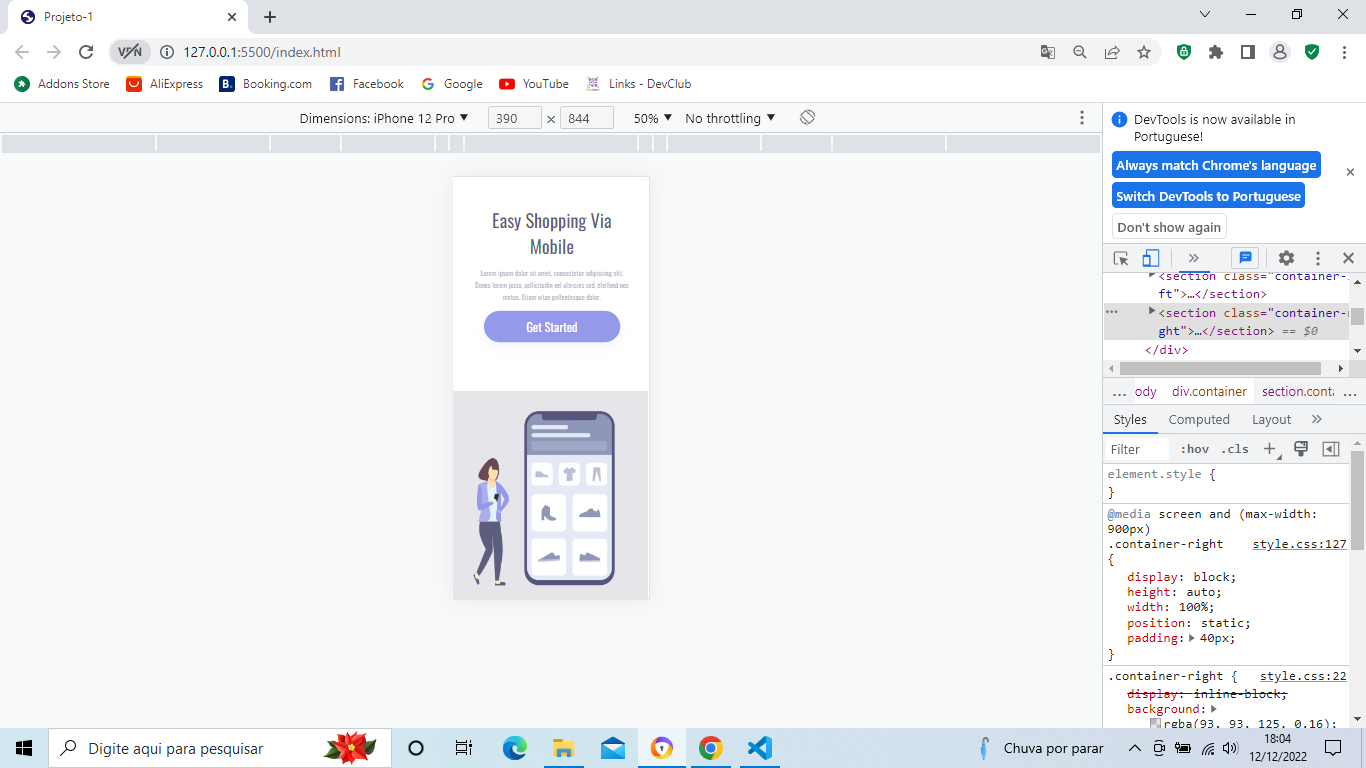 Projeto-1
VPN
127.0.0.1:5500/index.html
Addons Store
AliExpress
B.
Booking.com
Facebook
Google
YouTube
Links - DevClub
Dimensions: iPhone 12 Pro ▼
390
×
844
50% ▼
No throttling ▼
Easy Shopping Via
Mobile
Lorem ipsum dolor sit amet, consectetur adipiscing elit.
Donec lorem justo, sollicitudin vel ultricies sed, eleifend nec
metus. Etiam vitae pellentesque dolor.
Get Started
DevTools is now available in
Portuguese!
Always match Chrome's language
Switch DevTools to Portuguese
Don't show again
<section class="container-
ft">…</section>
<section class="container-r
ght">…</section> == $0
</div>
...
ody
div.container
section.conta
...
Styles
Computed
Layout
Filter
:hov
.cls
element.style {
}
@media screen and (max-width:
900px)
.container-right
style.css:127
{
display: block;
height: auto;
width: 100%;
position: static;
padding: 40px;
}
.container-right {
style.css:22
display: inline-block;
background:
rgba(93, 93, 125, 0.16);
Digite aqui para pesquisar
Chuva por parar
18:04
12/12/2022